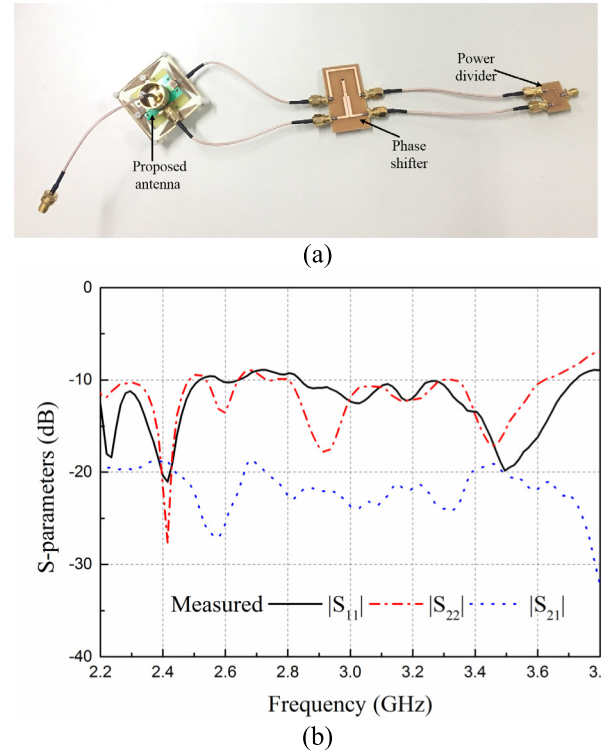 Power
divider
Phase
shifter
Proposed
antenna
(a)
0
-10
-20
-30
-40
S-parameters (dB)
Measured |S11| |S22| |S21|
2.2 2.4 2.6 2.8 3.0 3.2 3.4 3.6 3.8
Frequency (GHz)
(b)